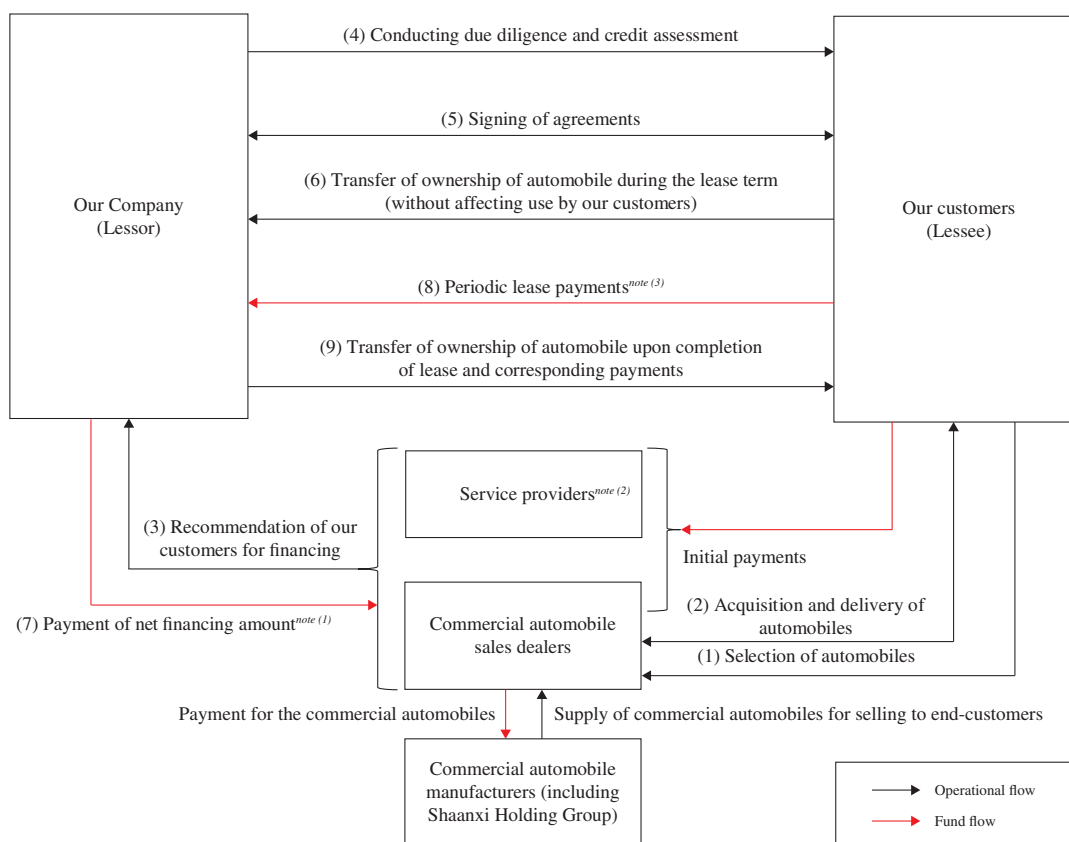 (4) Conducting due diligence and credit assessment
(5) Signing of agreements
(6) Transfer of ownership of automobile during the lease term
(without affecting use by our customers)
Our Company
(Lessor)
Our customers
(Lessee)
(8) Periodic lease payments note (3)
(9) Transfer of ownership of automobile upon completion
of lease and corresponding payments
Service providers note (2)
(3) Recommendation of our
customers for financing
Initial payments
(7) Payment of net financing amount note (1)
Commercial automobile
sales dealers
(2) Acquisition and delivery of
automobiles
(1) Selection of automobiles
Payment for the commercial automobiles
Supply of commercial automobiles for selling to end-customers
Commercial automobile
manufacturers (including
Shaanxi Holding Group)
Operational flow
Fund flow